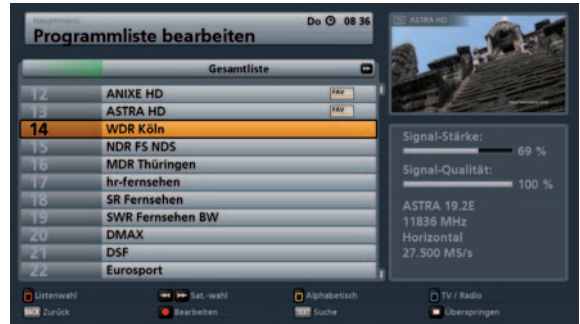 Hauptmenü
Do 08 36
Programmliste bearbeiten
TV ASTRA HD
Gesamtliste
12 ANIXE HD FAV
13 ASTRA HD FAV
14 WDR Köln
15 NDR FS NDS
16 MDR Thüringen
17 hr-fernsehen
18 SR Fernsehen
19 SWR Fernsehen BW
20 DMAX
21 DSF
22 Eurosport
Signal-Stärke:
69 %
Signal-Qualität:
100 %
ASTRA 19.2E
11836 MHz
Horizontal
27.500 MS/s
Listenwahl Sat.-wahl Alphabetisch TV / Radio
BACK Zurück Bearbeiten TEXT Suche Überspringen